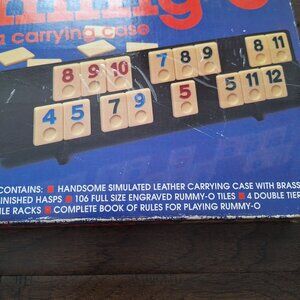 a carrying case
8 9 10 7 8 9 8 11
4 5 7 9 5 5 11 12
CONTAINS: ■ HANDSOME SIMULATED LEATHER CARRYING CASE WITH BRASS
INISHED HASPS ■ 106 FULL SIZE ENGRAVED RUMMY-O TILES ■ 4 DOUBLE TIER
ILE RACKS ■ COMPLETE BOOK OF RULES FOR PLAYING RUMMY-O